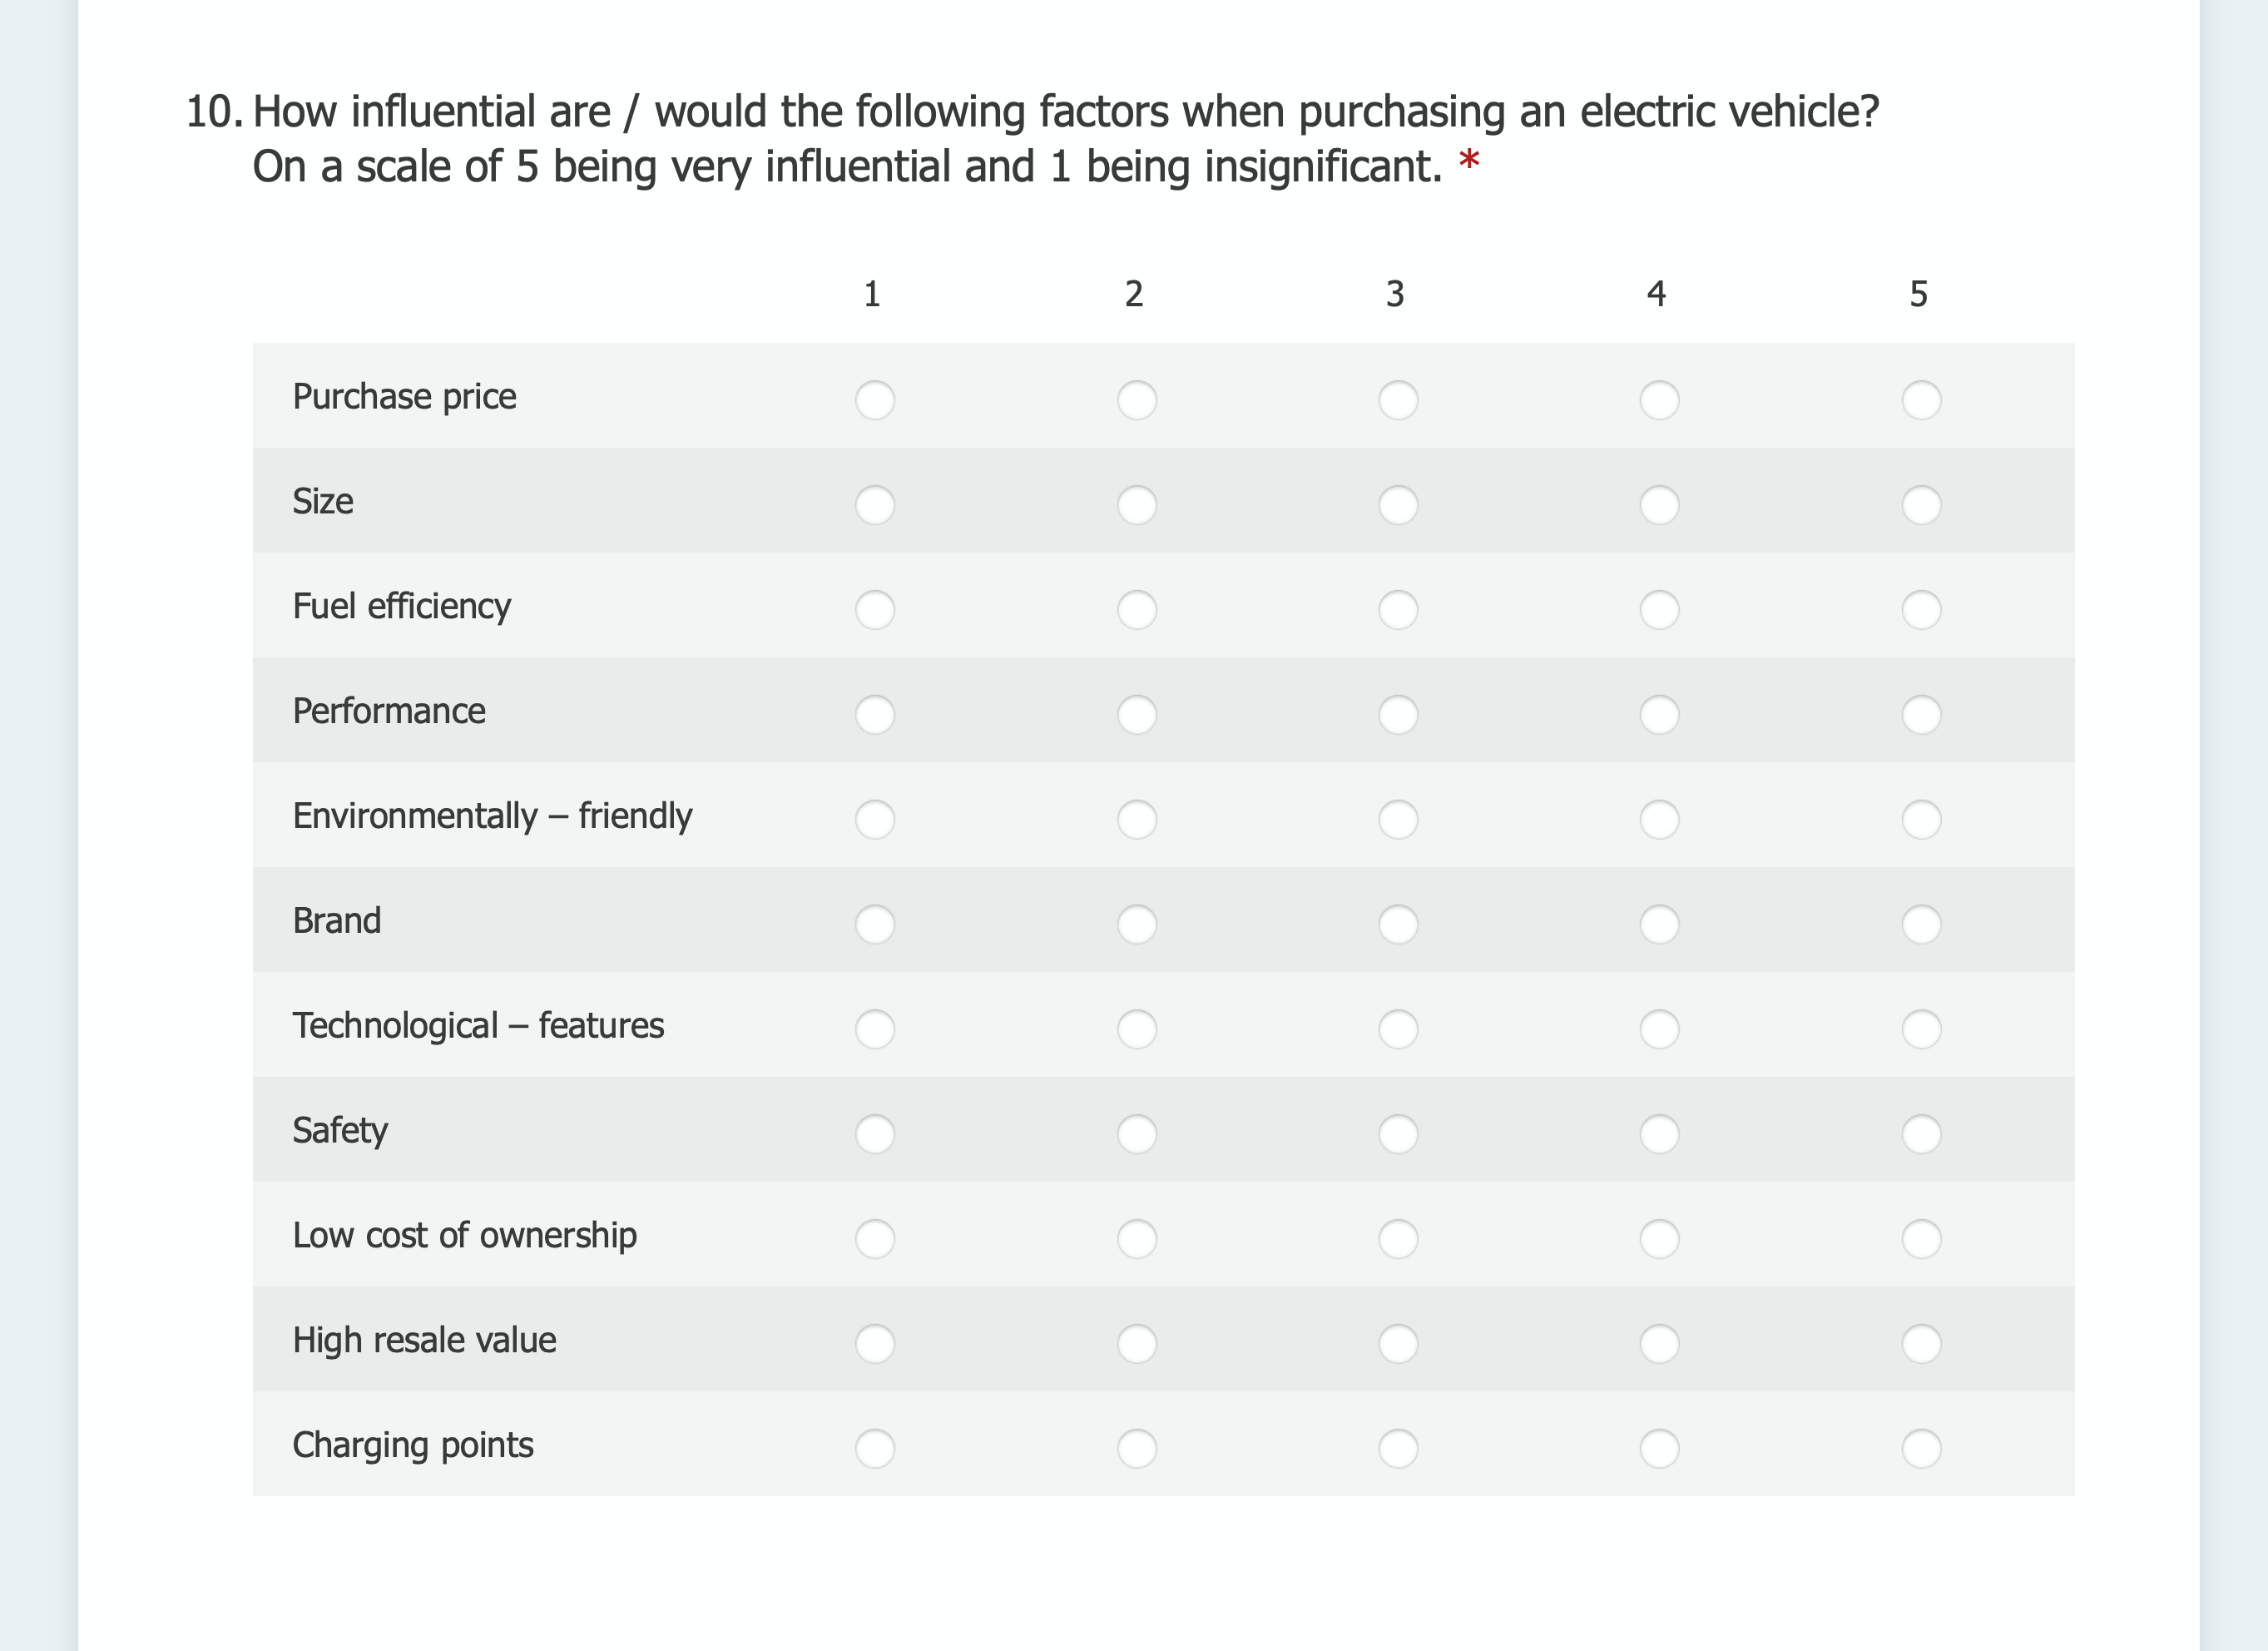 10. How influential are / would the following factors when purchasing an electric vehicle?
On a scale of 5 being very influential and 1 being insignificant. *
1 2 3 4 5
Purchase price
Size
Fuel efficiency
Performance
Environmentally – friendly
Brand
Technological – features
Safety
Low cost of ownership
High resale value
Charging points